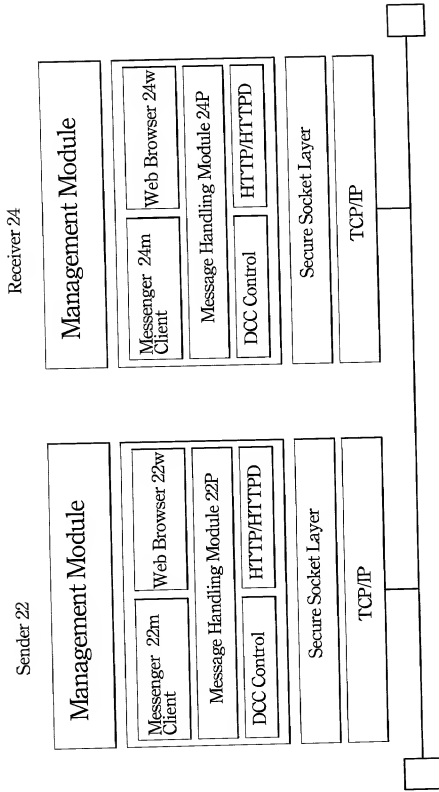 Sender 22
Management Module
Messenger 22m
Client
Web Browser 22w
Message Handling Module 22P
DCC Control
HTTP/HTTPD
Secure Socket Layer
TCP/IP
Receiver 24
Management Module
Messenger 24m
Client
Web Browser 24w
Message Handling Module 24P
DCC Control
HTTP/HTTPD
Secure Socket Layer
TCP/IP